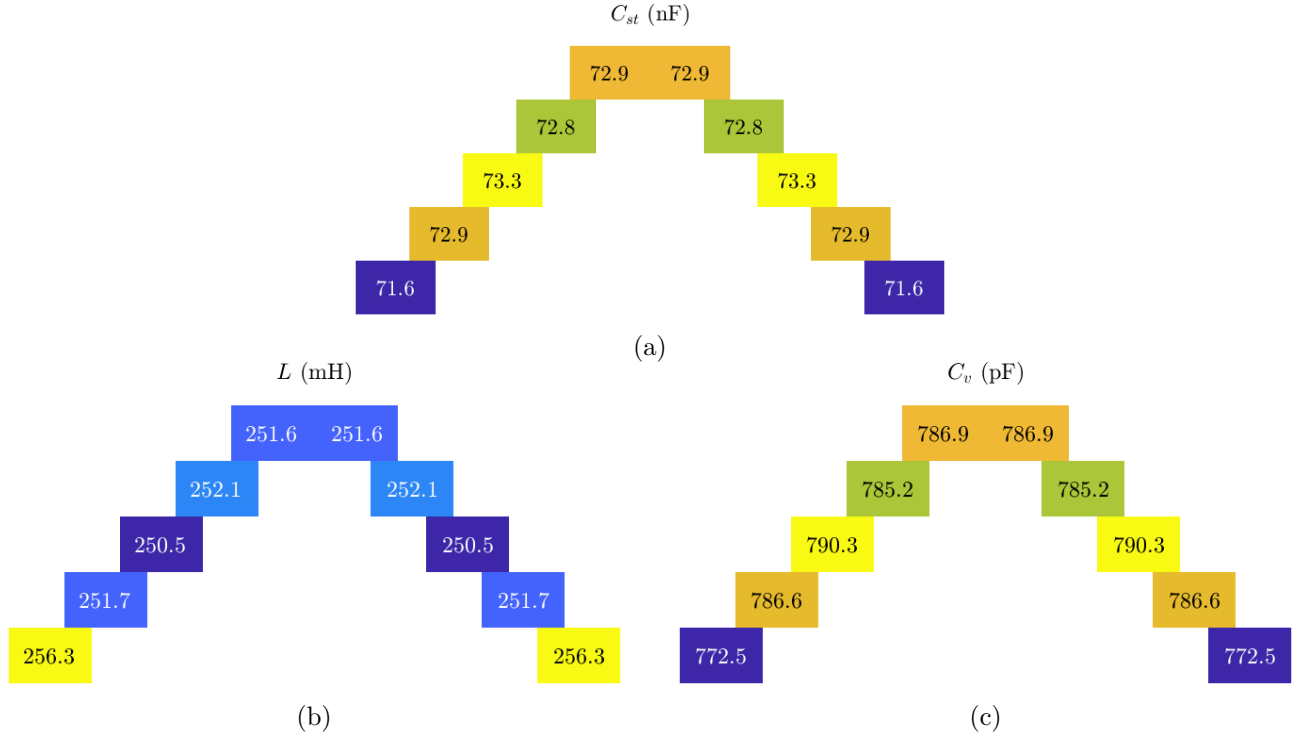 C_st (nF)
72.9 72.9
72.8 72.8
73.3 73.3
72.9 72.9
71.6 71.6
(a)
L (mH)
251.6 251.6
252.1 252.1
250.5 250.5
251.7 251.7
256.3 256.3
(b)
C_v (pF)
786.9 786.9
785.2 785.2
790.3 790.3
786.6 786.6
772.5 772.5
(c)